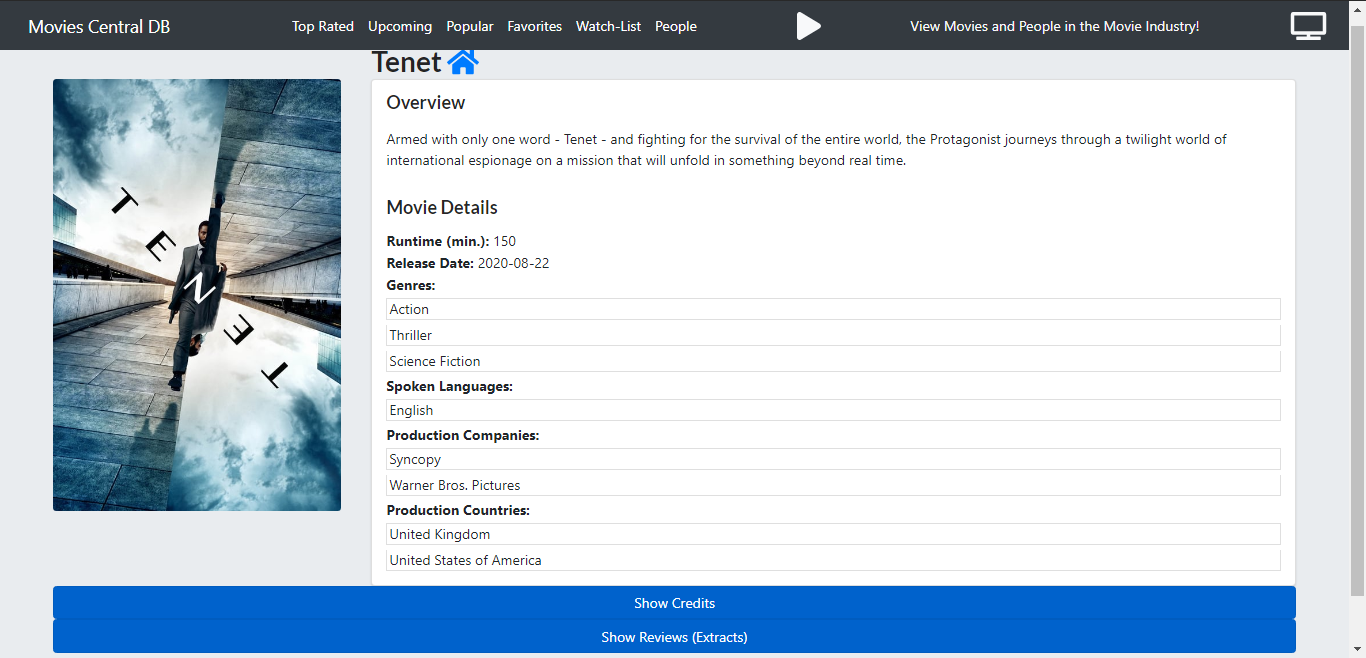 Movies Central DB
Top Rated Upcoming Popular Favorites Watch-List People
View Movies and People in the Movie Industry!
Tenet
TENET
Overview
Armed with only one word - Tenet - and fighting for the survival of the entire world, the Protagonist journeys through a twilight world of
international espionage on a mission that will unfold in something beyond real time.
Movie Details
Runtime (min.): 150
Release Date: 2020-08-22
Genres:
Action
Thriller
Science Fiction
Spoken Languages:
English
Production Companies:
Syncopy
Warner Bros. Pictures
Production Countries:
United Kingdom
United States of America
Show Credits
Show Reviews (Extracts)